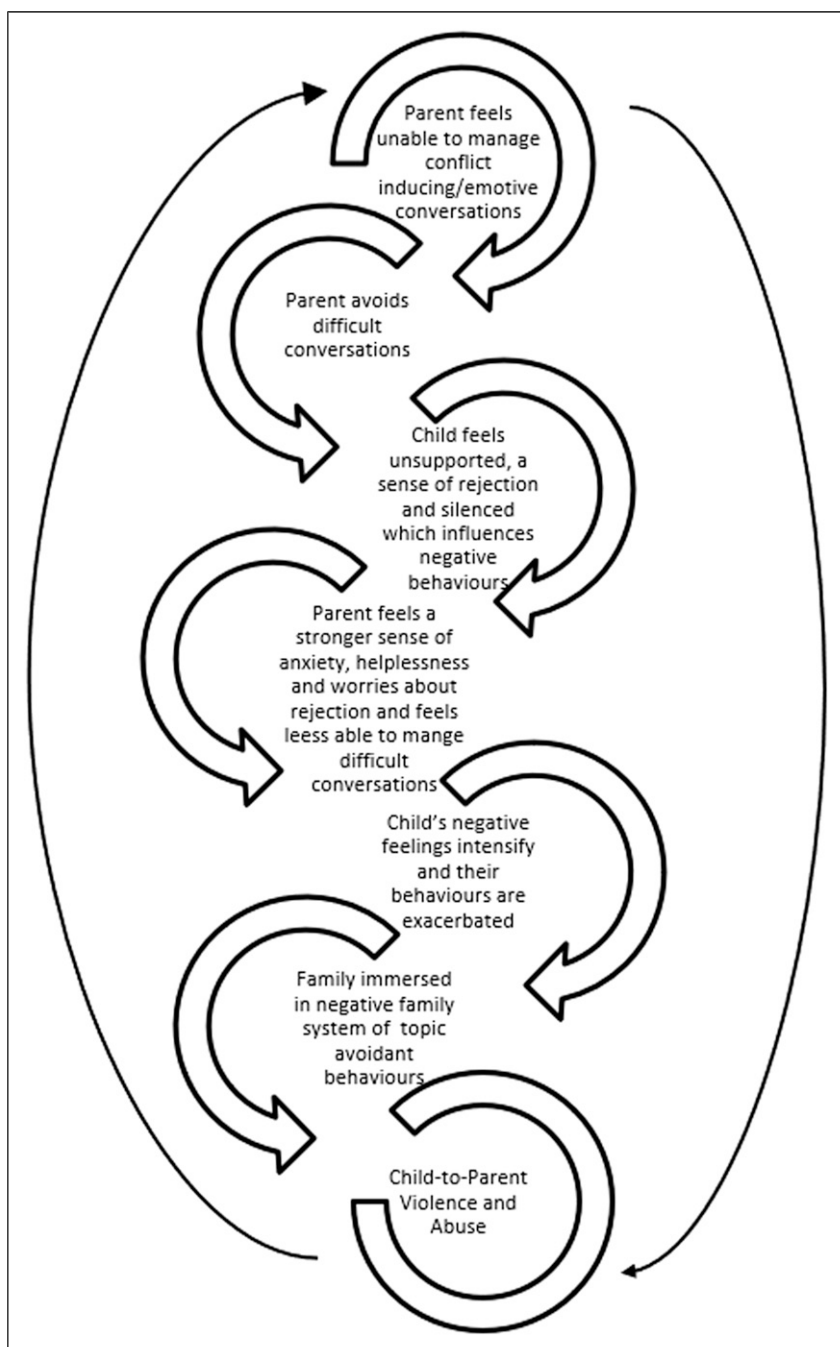 Parent feels
unable to manage
conflict
inducing/emotive
conversations
Parent avoids
difficult
conversations
Child feels
unsupported, a
sense of rejection
and silenced
which influences
negative
behaviours
Parent feels a
stronger sense of
anxiety, helplessness
and worries about
rejection and feels
leess able to mange
difficult
conversations
Child’s negative
feelings intensify
and their
behaviours are
exacerbated
Family immersed
in negative family
system of topic
avoidant
behaviours
Child-to-Parent
Violence and
Abuse